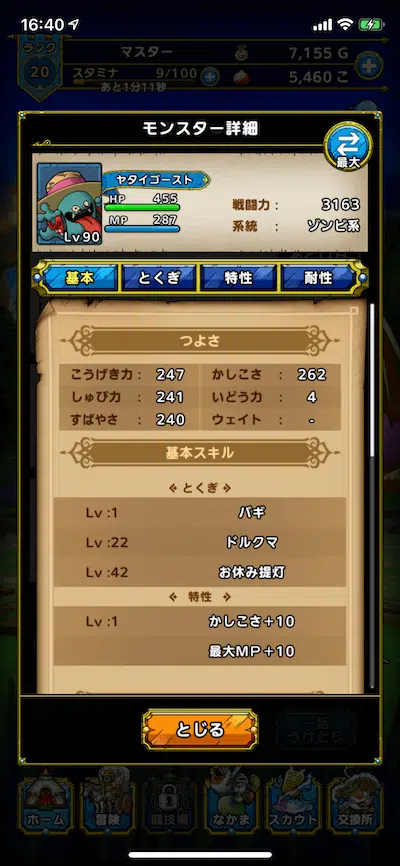 16:40
ランク
20
マスター
7,155 G
スタミナ 9/100
あと1分11秒
5,460 こ
モンスター詳細
最大
ヤタイゴースト
HP 455
MP 287
Lv90
戦闘力： 3163
系統： ゾンビ系
基本 とくぎ 特性 耐性
つよさ
こうげき力： 247 かしこさ： 262
しゅび力： 241 いどう力： 4
すばやさ： 240 ウェイト： -
基本スキル
とくぎ
Lv :1 バギ
Lv :22 ドルクマ
Lv :42 お休み提灯
特性
Lv :1 かしこさ+10
最大MP+10
とじる
一括
うけとり
ホーム 冒険 闘技場 なかま スカウト 交換所